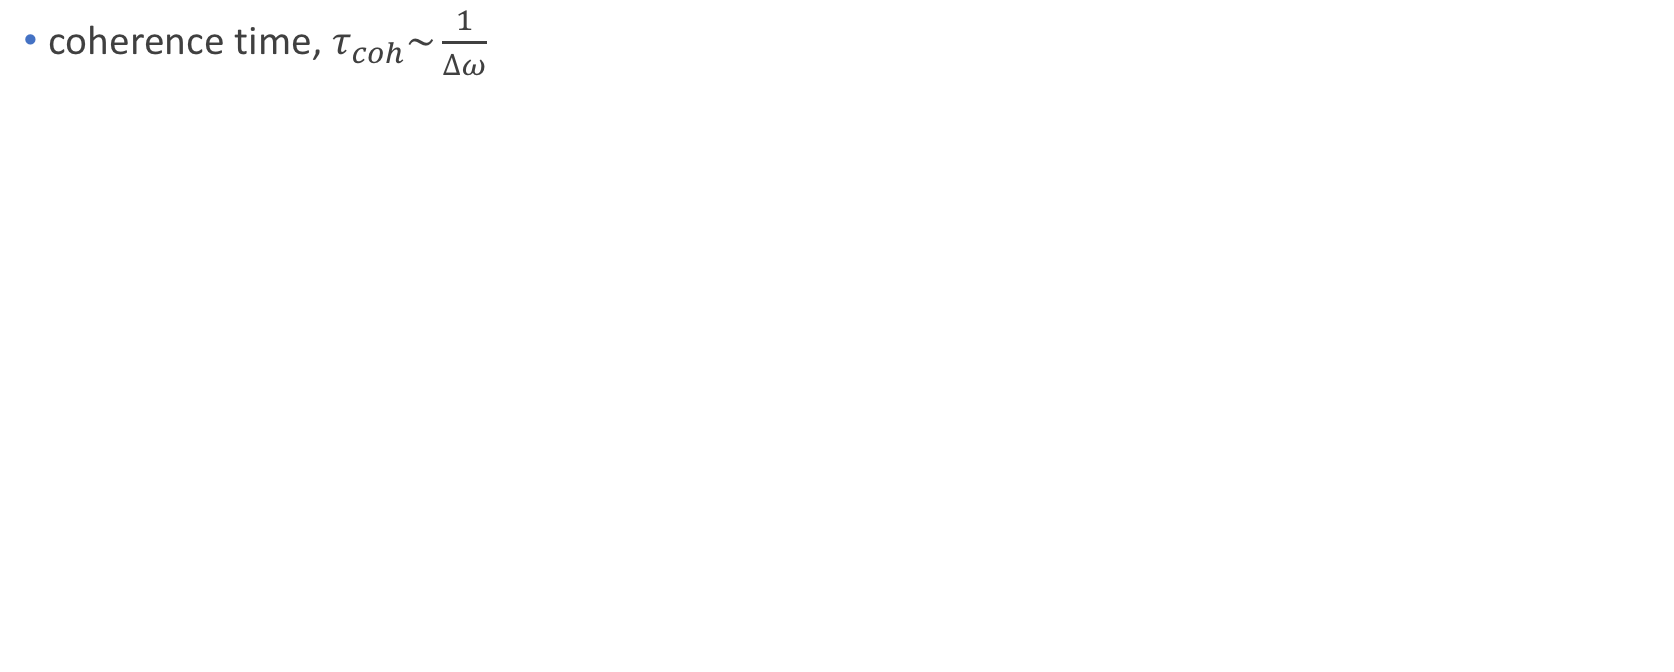 • coherence time, τ_coh ~ 1/Δω